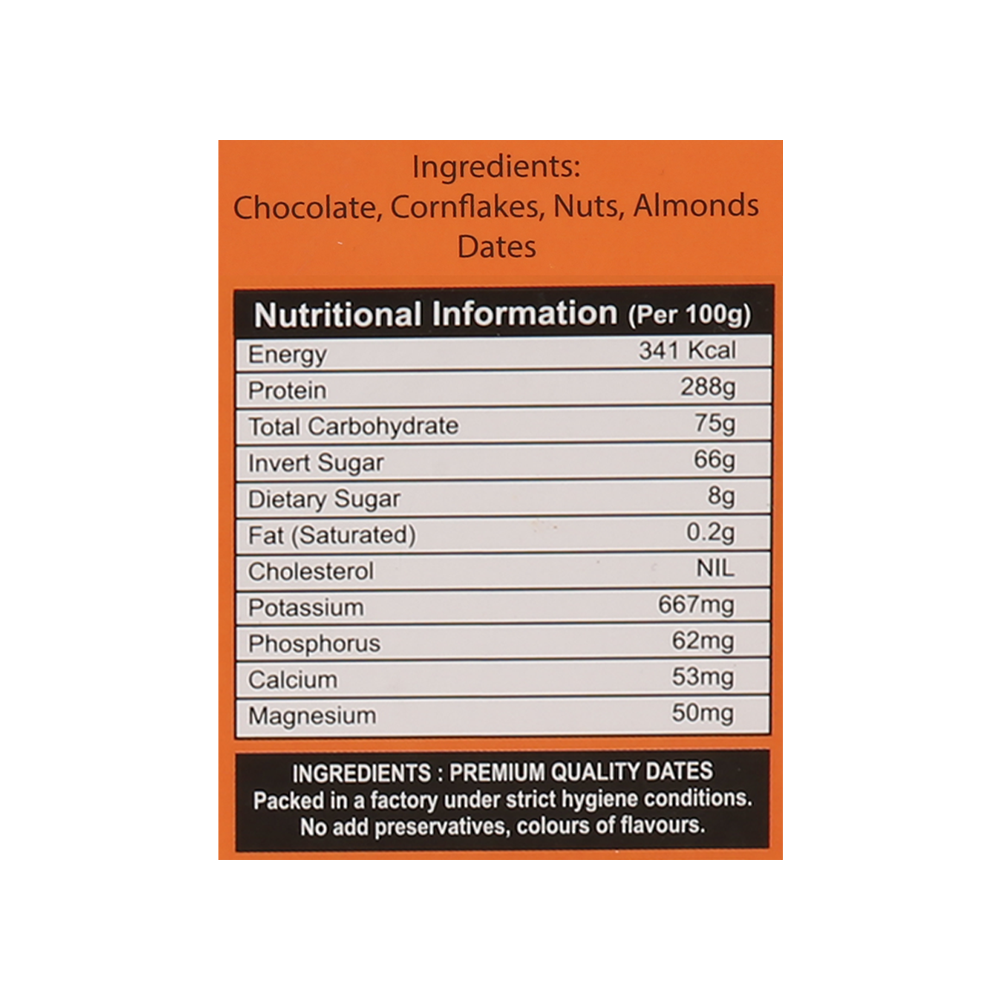 Ingredients:
Chocolate, Cornflakes, Nuts, Almonds
Dates
Nutritional Information (Per 100g)
Energy 341 Kcal
Protein 288g
Total Carbohydrate 75g
Invert Sugar 66g
Dietary Sugar 8g
Fat (Saturated) 0.2g
Cholesterol NIL
Potassium 667mg
Phosphorus 62mg
Calcium 53mg
Magnesium 50mg
INGREDIENTS : PREMIUM QUALITY DATES
Packed in a factory under strict hygiene conditions.
No add preservatives, colours of flavours.